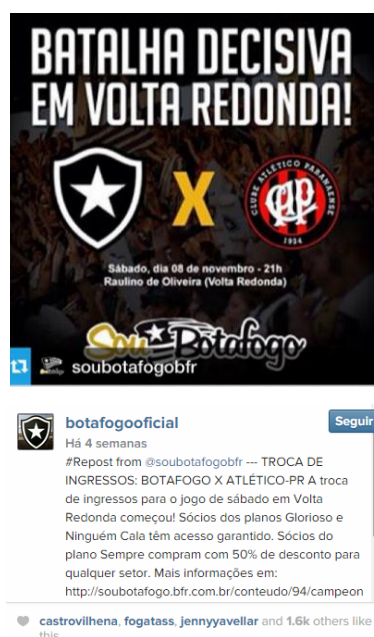 BATALHA DECISIVA
EM VOLTA REDONDA!
X
CLUBE ATLÉTICO PARANAENSE
CAP
1924
Sábado, dia 08 de novembro - 21h
Raulino de Oliveira (Volta Redonda)
Sou Botafogo
soubotafogobfr
botafogooficial
Seguir
Há 4 semanas
#Repost from @soubotafogobfr --- TROCA DE
INGRESSOS: BOTAFOGO X ATLÉTICO-PR A troca
de ingressos para o jogo de sábado em Volta
Redonda começou! Sócios dos planos Glorioso e
Ninguém Cala têm acesso garantido. Sócios do
plano Sempre compram com 50% de desconto para
qualquer setor. Mais informações em:
http://soubotafogo.bfr.com.br/conteudo/94/campeon
castrovilhena, fogatass, jennyyavellar and 1.6k others like
this.